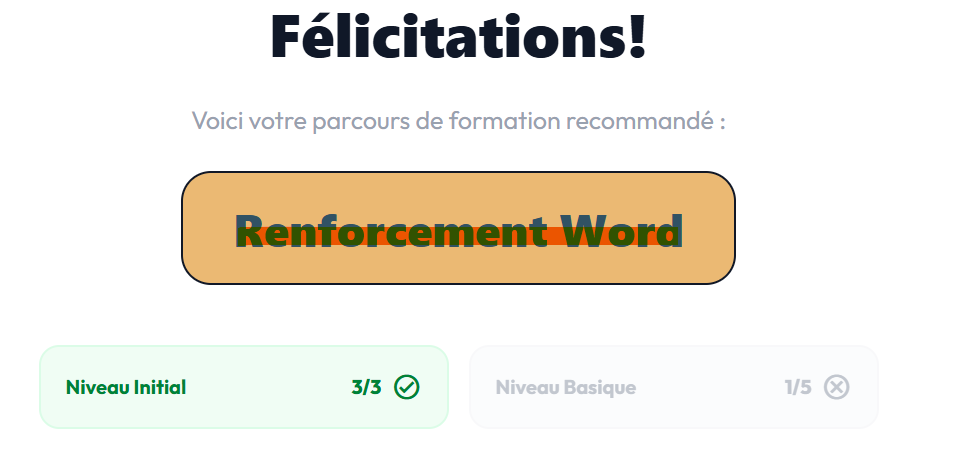 Félicitations!
Voici votre parcours de formation recommandé :
Renforcement Word
Niveau Initial 3/3
Niveau Basique 1/5